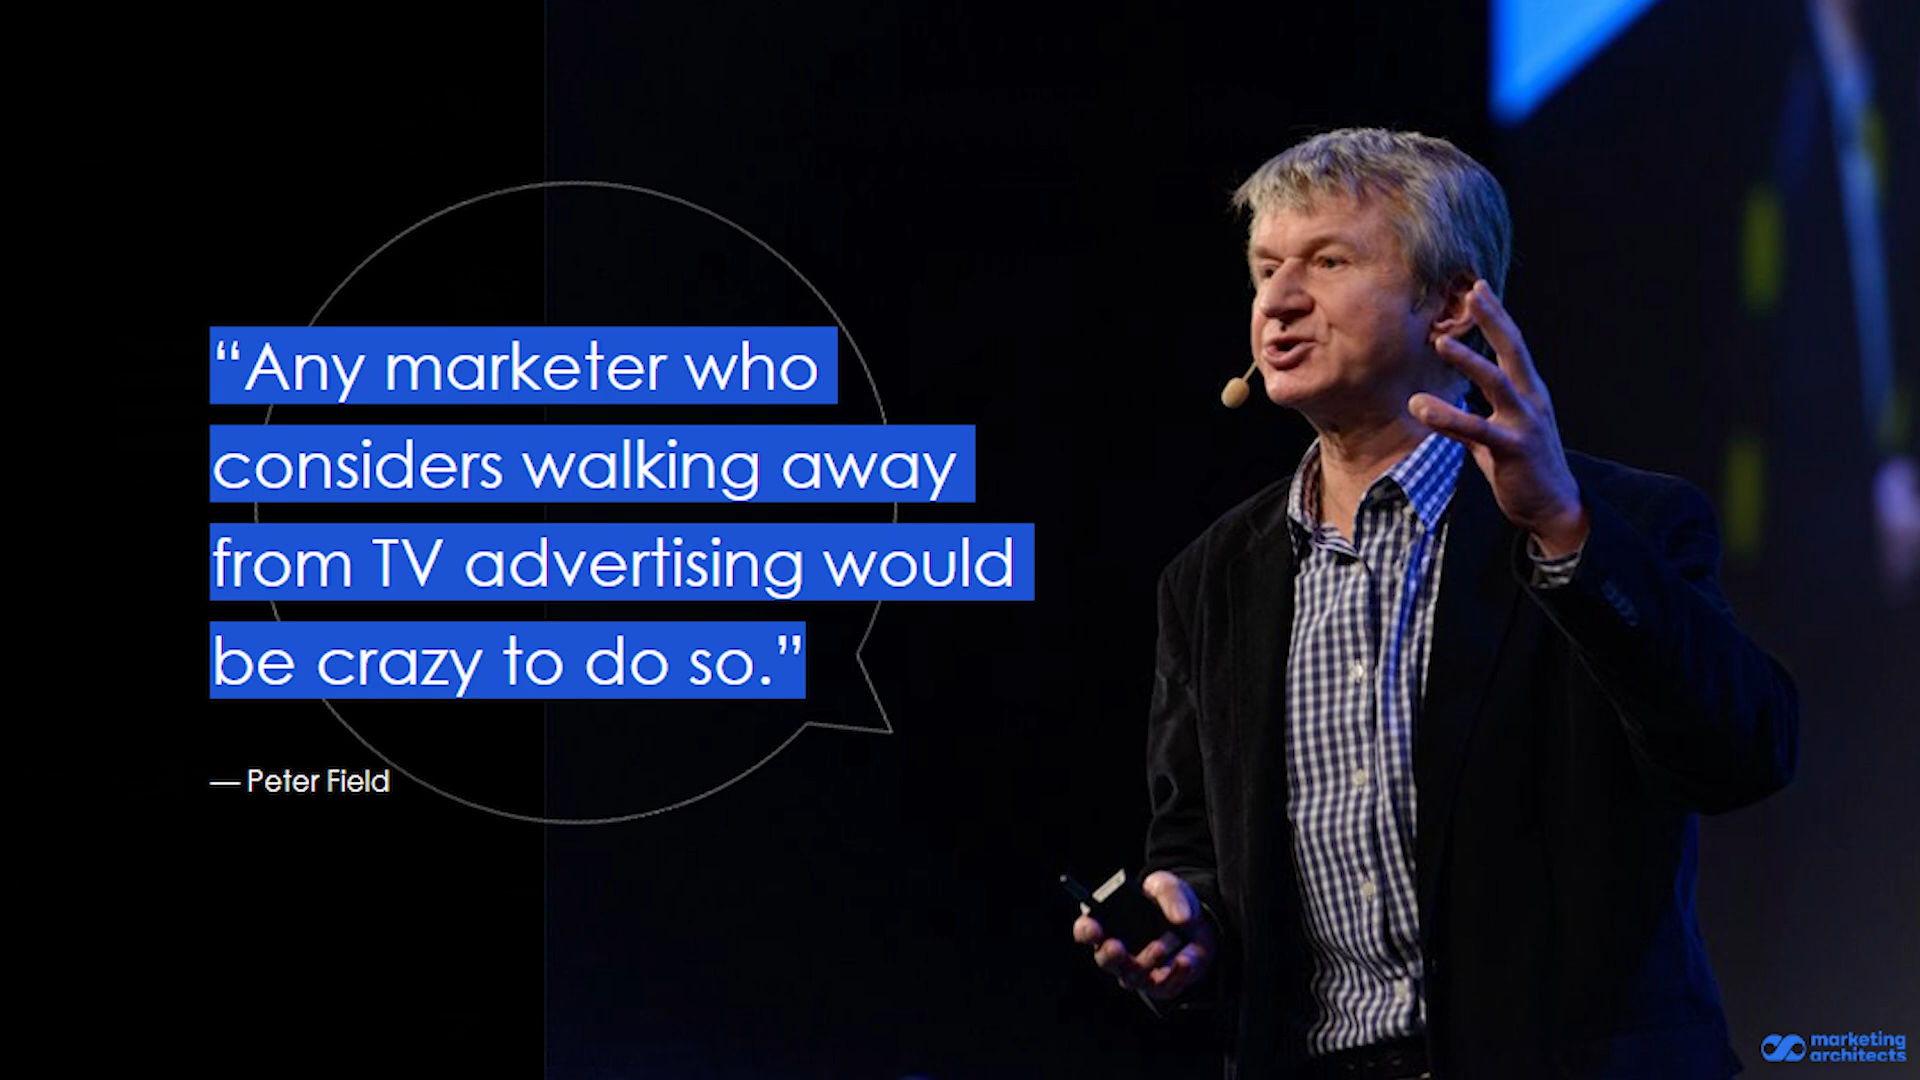 “Any marketer who
considers walking away
from TV advertising would
be crazy to do so.”
— Peter Field
marketing
architects